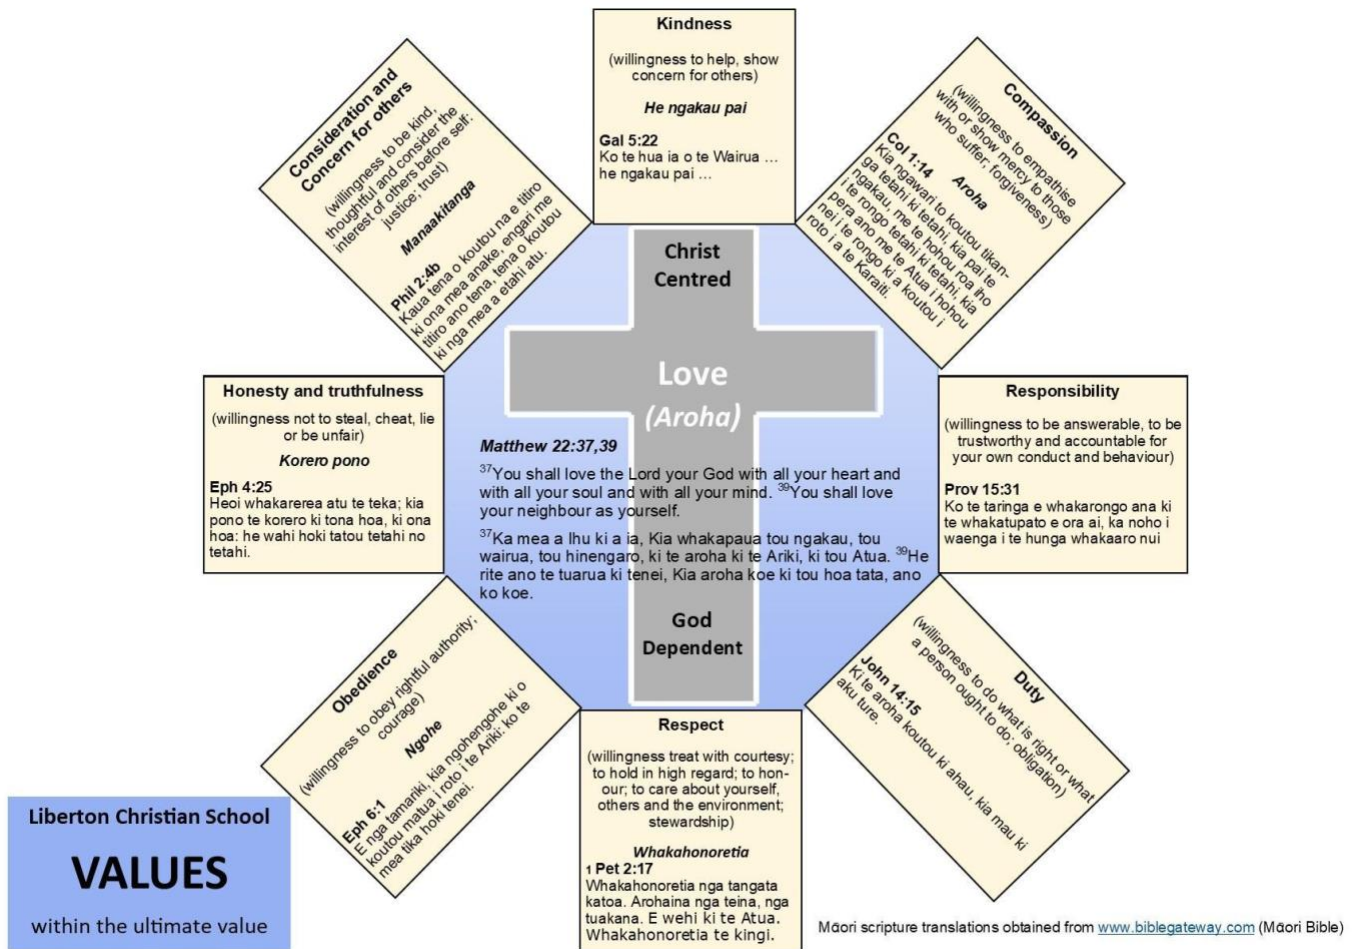 Kindness
(willingness to help, show
concern for others)
He ngakau pai
Gal 5:22
Ko te hua ia o te Wairua ...
he ngakau pai ...
Compassion
(willingness to empathise
with or show mercy to those
who suffer; forgiveness)
Aroha
Col 1:14
Kia ngawari to koutou tikan-
ga tetahi ki tetahi, kia pai te
ngakau, me te hohou roa iho
i te rongo tetahi ki tetahi, kia
pera ano me te Atua i hohou
nei i te rongo ki a koutou i
roto i a te Karaiti.
Responsibility
(willingness to be answerable, to be
trustworthy and accountable for
your own conduct and behaviour)
Prov 15:31
Ko te taringa e whakarongo ana ki
te whakatupato e ora ai, ka noho i
waenga i te hunga whakaaro nui
Duty
(willingness to do what is right or what
a person ought to do; obligation)
John 14:15
Ki te aroha koutou ki ahau, kia mau ki
aku ture.
Respect
(willingness treat with courtesy;
to hold in high regard; to hon-
our; to care about yourself,
others and the environment;
stewardship)
Whakahonoretia
1 Pet 2:17
Whakahonoretia nga tangata
katoa. Arohaina nga teina, nga
tuakana. E wehi ki te Atua.
Whakahonoretia te kingi.
Obedience
(willingness to obey rightful authority;
courage)
Ngohe
Eph 6:1
E nga tamariki, kia ngohengohe ki o
koutou matua i roto i te Ariki: ko te
mea tika hoki tenei.
Honesty and truthfulness
(willingness not to steal, cheat, lie
or be unfair)
Korero pono
Eph 4:25
Heoi whakarerea atu te teka; kia
pono te korero ki tona hoa, ki ona
hoa: he wahi hoki tatou tetahi no
tetahi.
Consideration and
Concern for others
(willingness to be kind,
thoughtful and consider the
interest of others before self:
justice; trust)
Manaakitanga
Phil 2:4b
Kaua tena o koutou na e titiro
ki ona mea anake, engari me
titiro ano tena, tena o koutou
ki nga mea a etahi atu.
Christ
Centred
Love
(Aroha)
Matthew 22:37,39
37You shall love the Lord your God with all your heart and
with all your soul and with all your mind. 39You shall love
your neighbour as yourself.
37Ka mea a Ihu ki a ia, Kia whakapaua tou ngakau, tou
wairua, tou hinengaro, ki te aroha ki te Ariki, ki tou Atua. 39He
rite ano te tuarua ki tenei, Kia aroha koe ki tou hoa tata, ano
ko koe.
God
Dependent
Liberton Christian School
VALUES
within the ultimate value
Māori scripture translations obtained from www.biblegateway.com (Māori Bible)